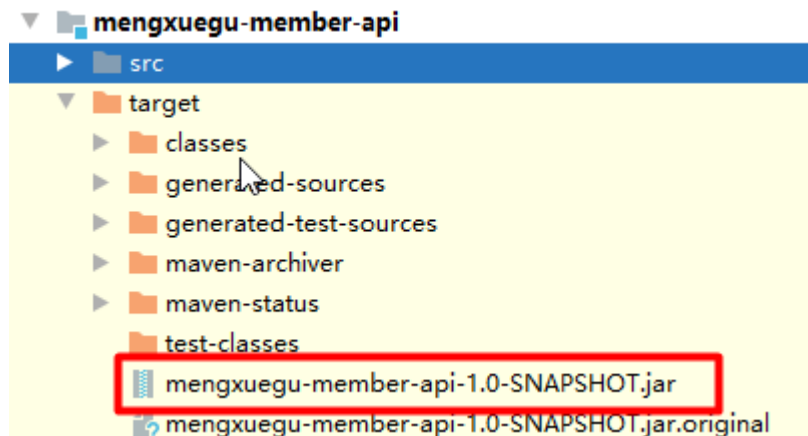 mengxuegu-member-api
src
target
classes
generated-sources
generated-test-sources
maven-archiver
maven-status
test-classes
mengxuegu-member-api-1.0-SNAPSHOT.jar
mengxuegu-member-api-1.0-SNAPSHOT.jar.original